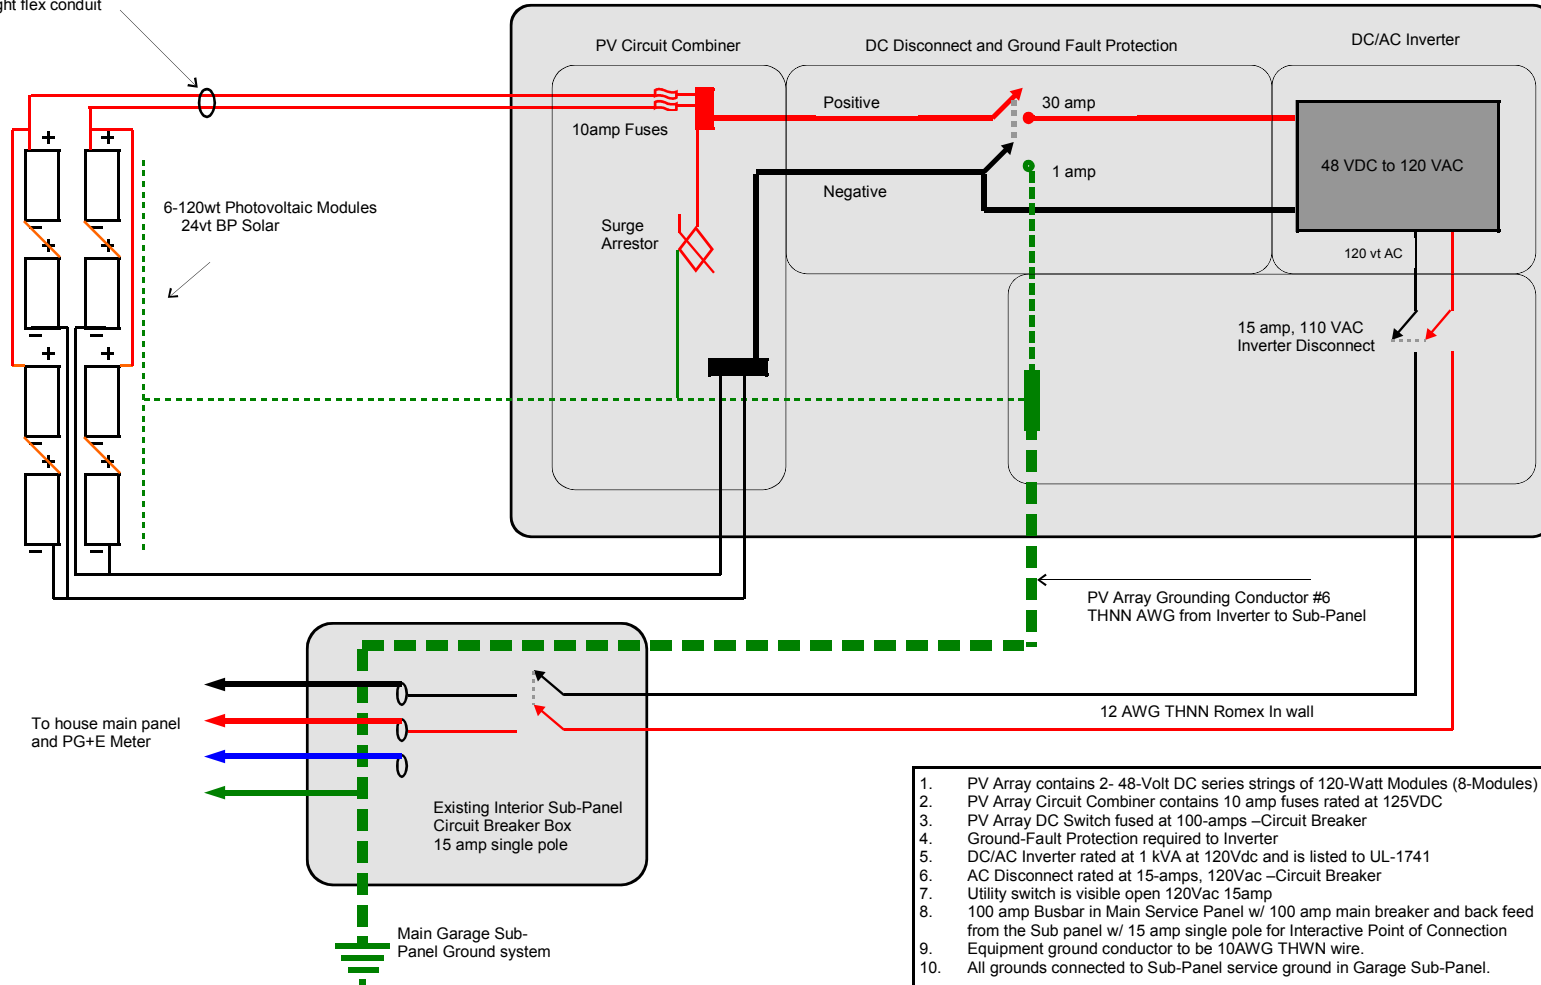 ght flex conduit
PV Circuit Combiner
DC Disconnect and Ground Fault Protection
DC/AC Inverter
Positive
30 amp
10amp Fuses
48 VDC to 120 VAC
1 amp
Negative
6-120wt Photovoltaic Modules
24vt BP Solar
Surge
Arrestor
120 vt AC
15 amp, 110 VAC
Inverter Disconnect
+
+
+
+
-
-
+
+
+
+
-
-
PV Array Grounding Conductor #6
THNN AWG from Inverter to Sub-Panel
To house main panel
and PG+E Meter
12 AWG THNN Romex In wall
Existing Interior Sub-Panel
Circuit Breaker Box
15 amp single pole
Main Garage Sub-
Panel Ground system
1. PV Array contains 2- 48-Volt DC series strings of 120-Watt Modules (8-Modules)
2. PV Array Circuit Combiner contains 10 amp fuses rated at 125VDC
3. PV Array DC Switch fused at 100-amps –Circuit Breaker
4. Ground-Fault Protection required to Inverter
5. DC/AC Inverter rated at 1 kVA at 120Vdc and is listed to UL-1741
6. AC Disconnect rated at 15-amps, 120Vac –Circuit Breaker
7. Utility switch is visible open 120Vac 15amp
8. 100 amp Busbar in Main Service Panel w/ 100 amp main breaker and back feed
from the Sub panel w/ 15 amp single pole for Interactive Point of Connection
9. Equipment ground conductor to be 10AWG THWN wire.
10. All grounds connected to Sub-Panel service ground in Garage Sub-Panel.